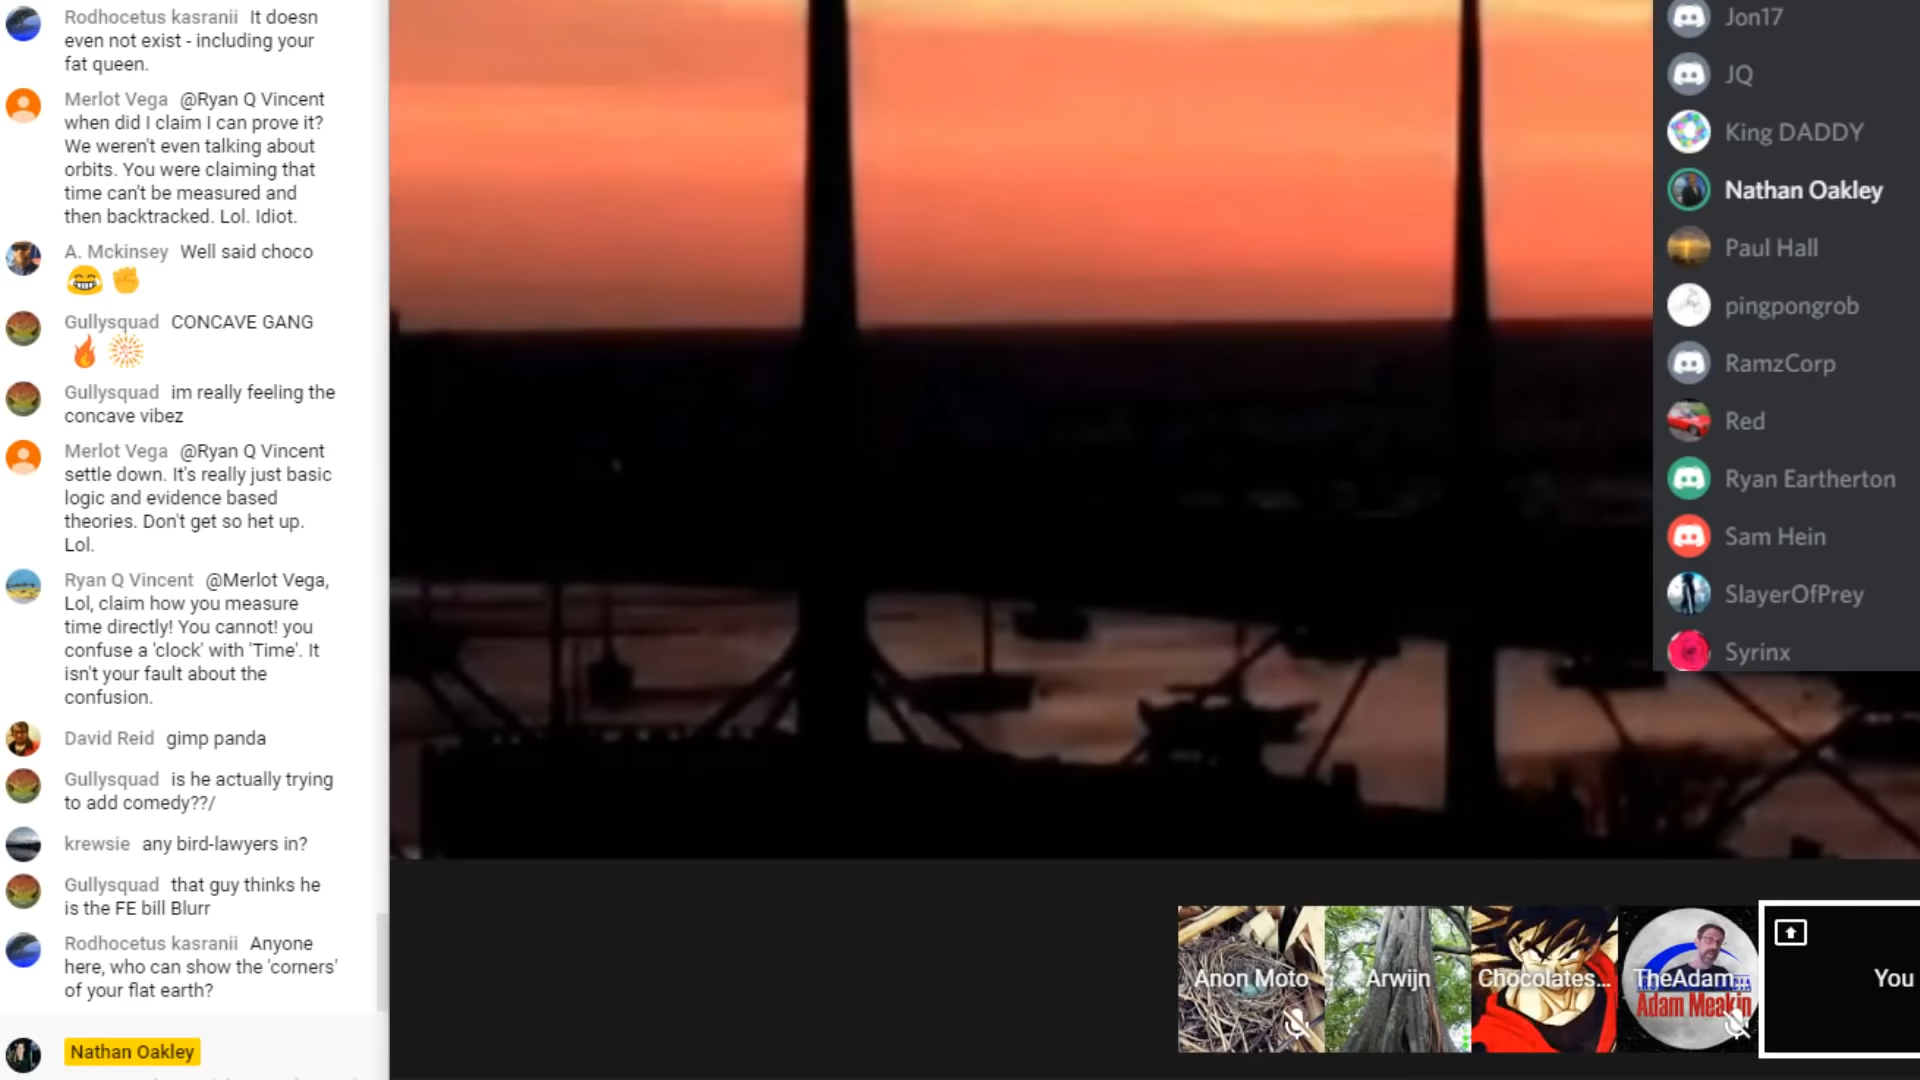 Rodhocetus kasranii It doesn
even not exist - including your
fat queen.
Merlot Vega @Ryan Q Vincent
when did I claim I can prove it?
We weren't even talking about
orbits. You were claiming that
time can't be measured and
then backtracked. Lol. Idiot.
A. Mckinsey Well said choco
Gullysquad CONCAVE GANG
Gullysquad im really feeling the
concave vibez
Merlot Vega @Ryan Q Vincent
settle down. It's really just basic
logic and evidence based
theories. Don't get so het up.
Lol.
Ryan Q Vincent @Merlot Vega,
Lol, claim how you measure
time directly! You cannot! you
confuse a 'clock' with 'Time'. It
isn't your fault about the
confusion.
David Reid gimp panda
Gullysquad is he actually trying
to add comedy??/
krewsie any bird-lawyers in?
Gullysquad that guy thinks he
is the FE bill Blurr
Rodhocetus kasranii Anyone
here, who can show the 'corners'
of your flat earth?
Nathan Oakley
Jon17
JQ
King DADDY
Nathan Oakley
Paul Hall
pingpongrob
RamzCorp
Red
Ryan Eartherton
Sam Hein
SlayerOfPrey
Syrinx
Anon Moto
Arwijn
Chocolates...
TheAdam...
Adam Meakin
You